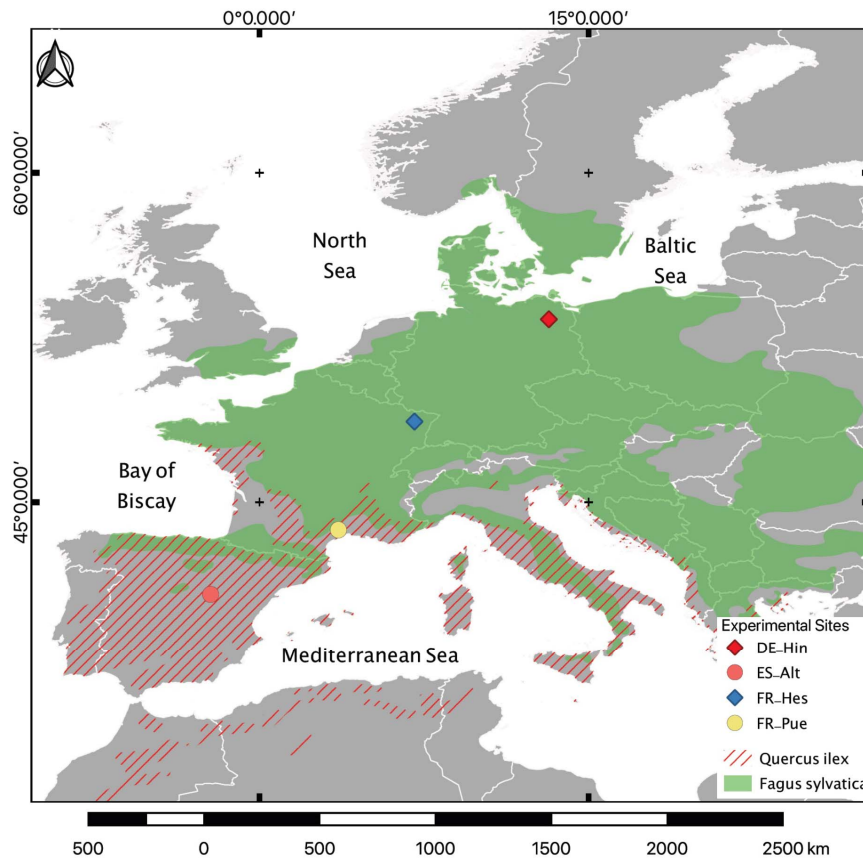 0°0.000′ 15°0.000′
60°0.000′
North
Sea
Baltic
Sea
Bay of
Biscay
45°0.000′
Mediterranean Sea
Experimental Sites
DE_Hin
ES_Alt
FR_Hes
FR_Pue
Quercus ilex
Fagus sylvatica
500 0 500 1000 1500 2000 2500 km